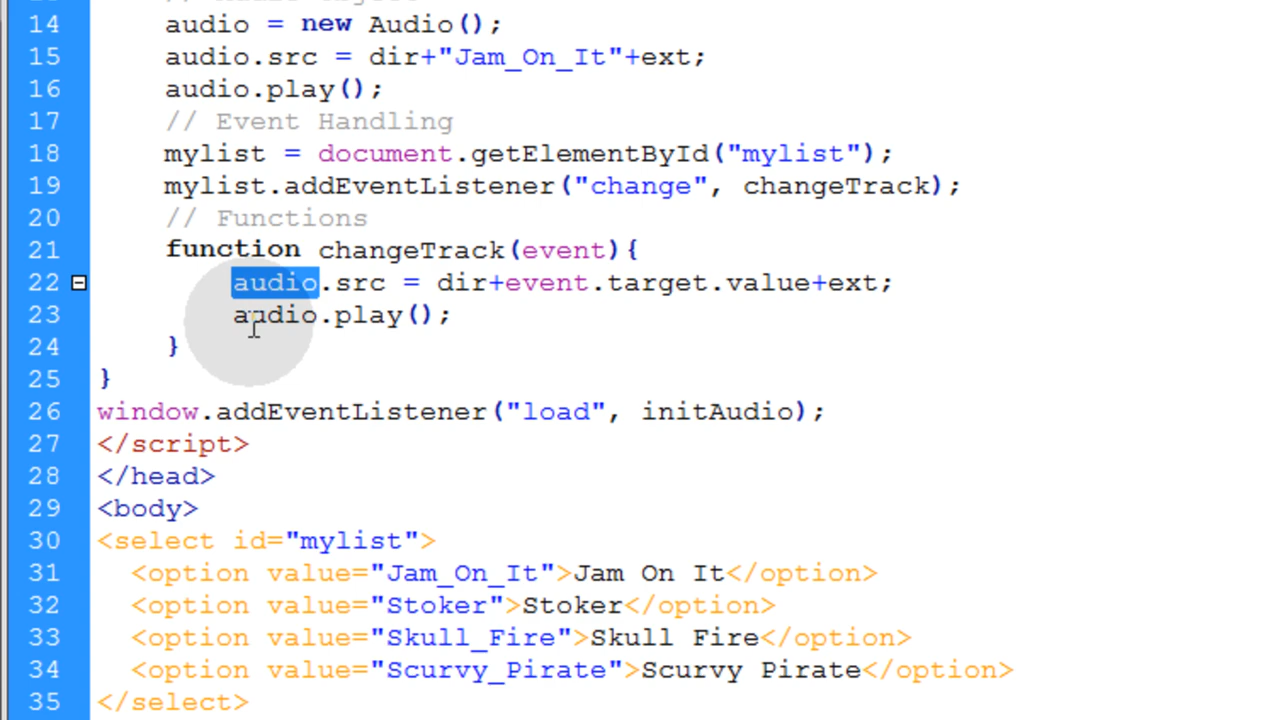 14 audio = new Audio();
15 audio.src = dir+"Jam_On_It"+ext;
16 audio.play();
17 // Event Handling
18 mylist = document.getElementById("mylist");
19 mylist.addEventListener("change", changeTrack);
20 // Functions
21 function changeTrack(event){
22 audio.src = dir+event.target.value+ext;
23 audio.play();
24 }
25 }
26 window.addEventListener("load", initAudio);
27 </script>
28 </head>
29 <body>
30 <select id="mylist">
31 <option value="Jam_On_It">Jam On It</option>
32 <option value="Stoker">Stoker</option>
33 <option value="Skull_Fire">Skull Fire</option>
34 <option value="Scurvy_Pirate">Scurvy Pirate</option>
35 </select>